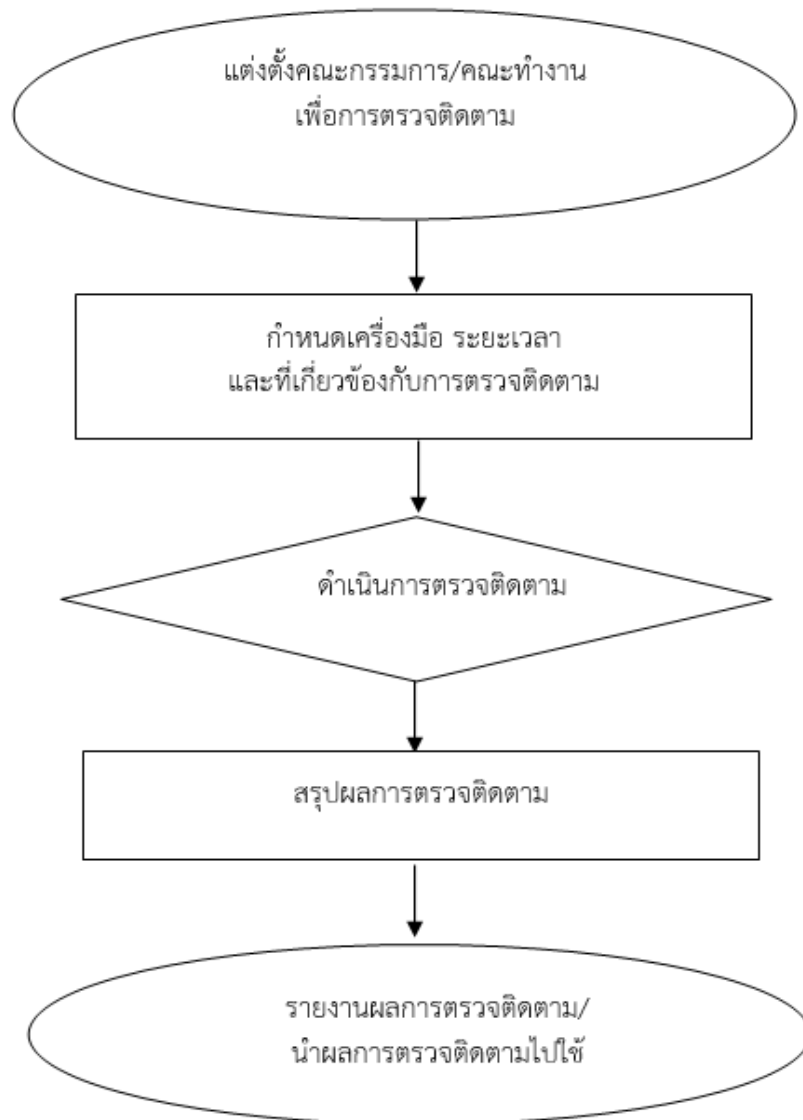 แต่งตั้งคณะกรรมการ/คณะทำงาน
เพื่อการตรวจติดตาม
กำหนดเครื่องมือ ระยะเวลา
และที่เกี่ยวข้องกับการตรวจติดตาม
ดำเนินการตรวจติดตาม
สรุปผลการตรวจติดตาม
รายงานผลการตรวจติดตาม/
นำผลการตรวจติดตามไปใช้